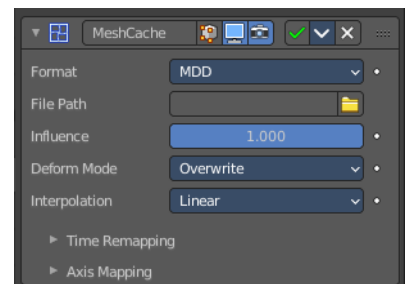 MeshCache
Format MDD
File Path
Influence 1.000
Deform Mode Overwrite
Interpolation Linear
Time Remapping
Axis Mapping